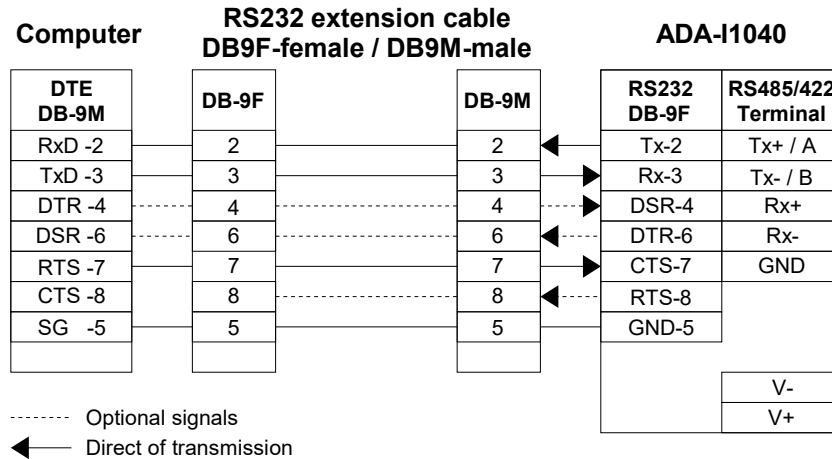 Computer
RS232 extension cable
DB9F-female / DB9M-male
ADA-I1040
DTE
DB-9M
DB-9F
DB-9M
RS232
DB-9F
RS485/422
Terminal
RxD -2
2
2
Tx-2
Tx+ / A
TxD -3
3
3
Rx-3
Tx- / B
DTR -4
4
4
DSR-4
Rx+
DSR -6
6
6
DTR-6
Rx-
RTS -7
7
7
CTS-7
GND
CTS -8
8
8
RTS-8
SG -5
5
5
GND-5
V-
V+
Optional signals
Direct of transmission